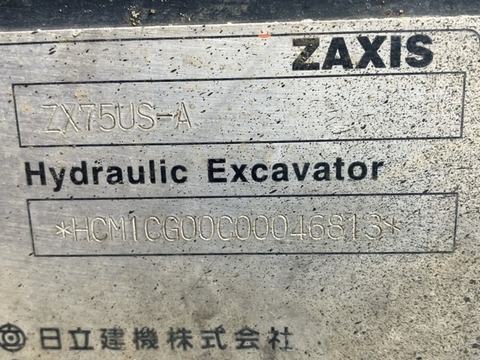 ZAXIS
ZX75US-A
Hydraulic Excavator
*HCM1CG00C00046813*
日立建機株式会社